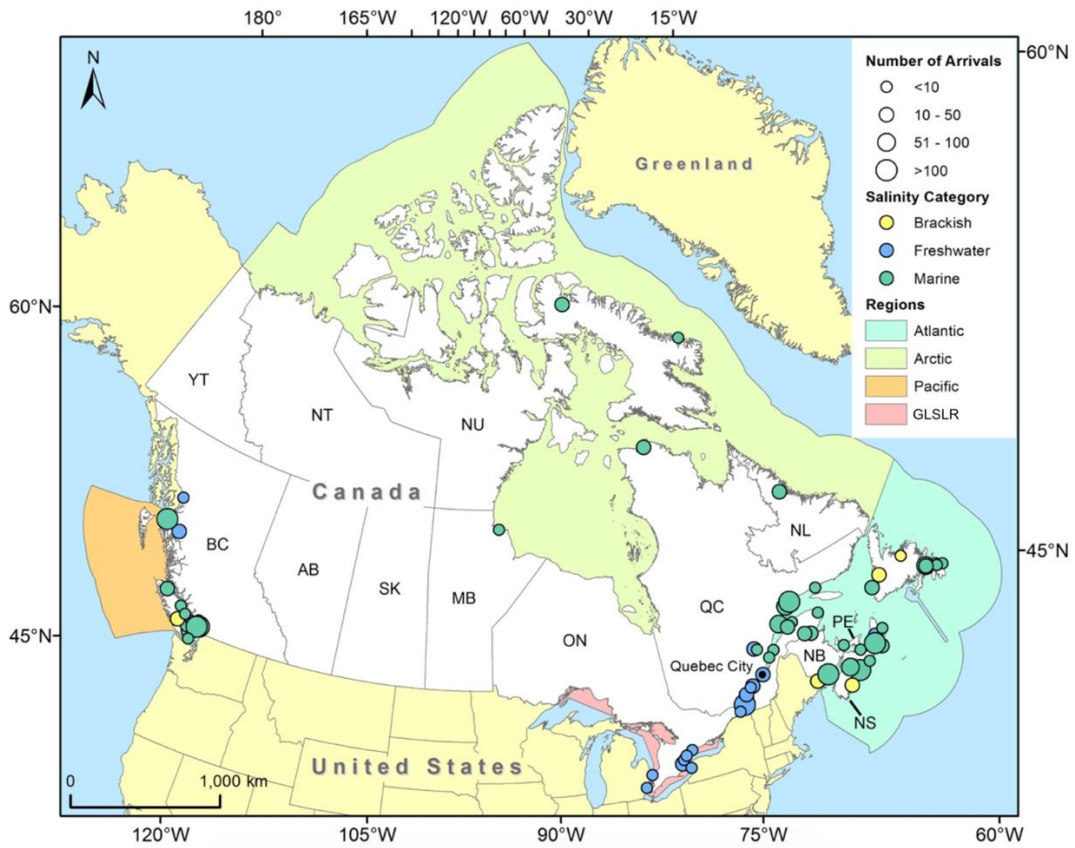 180° 165°W 120°W 60°W 30°W 15°W
60°N
N
Number of Arrivals
<10
10 - 50
51 - 100
>100
Salinity Category
Brackish
Freshwater
Marine
Regions
Atlantic
Arctic
Pacific
GLSLR
Greenland
60°N
YT
NT
NU
Canada
BC
AB
SK
MB
ON
QC
NL
45°N
45°N
PE
NB
Quebec City
NS
United States
0 1,000 km
120°W 105°W 90°W 75°W 60°W